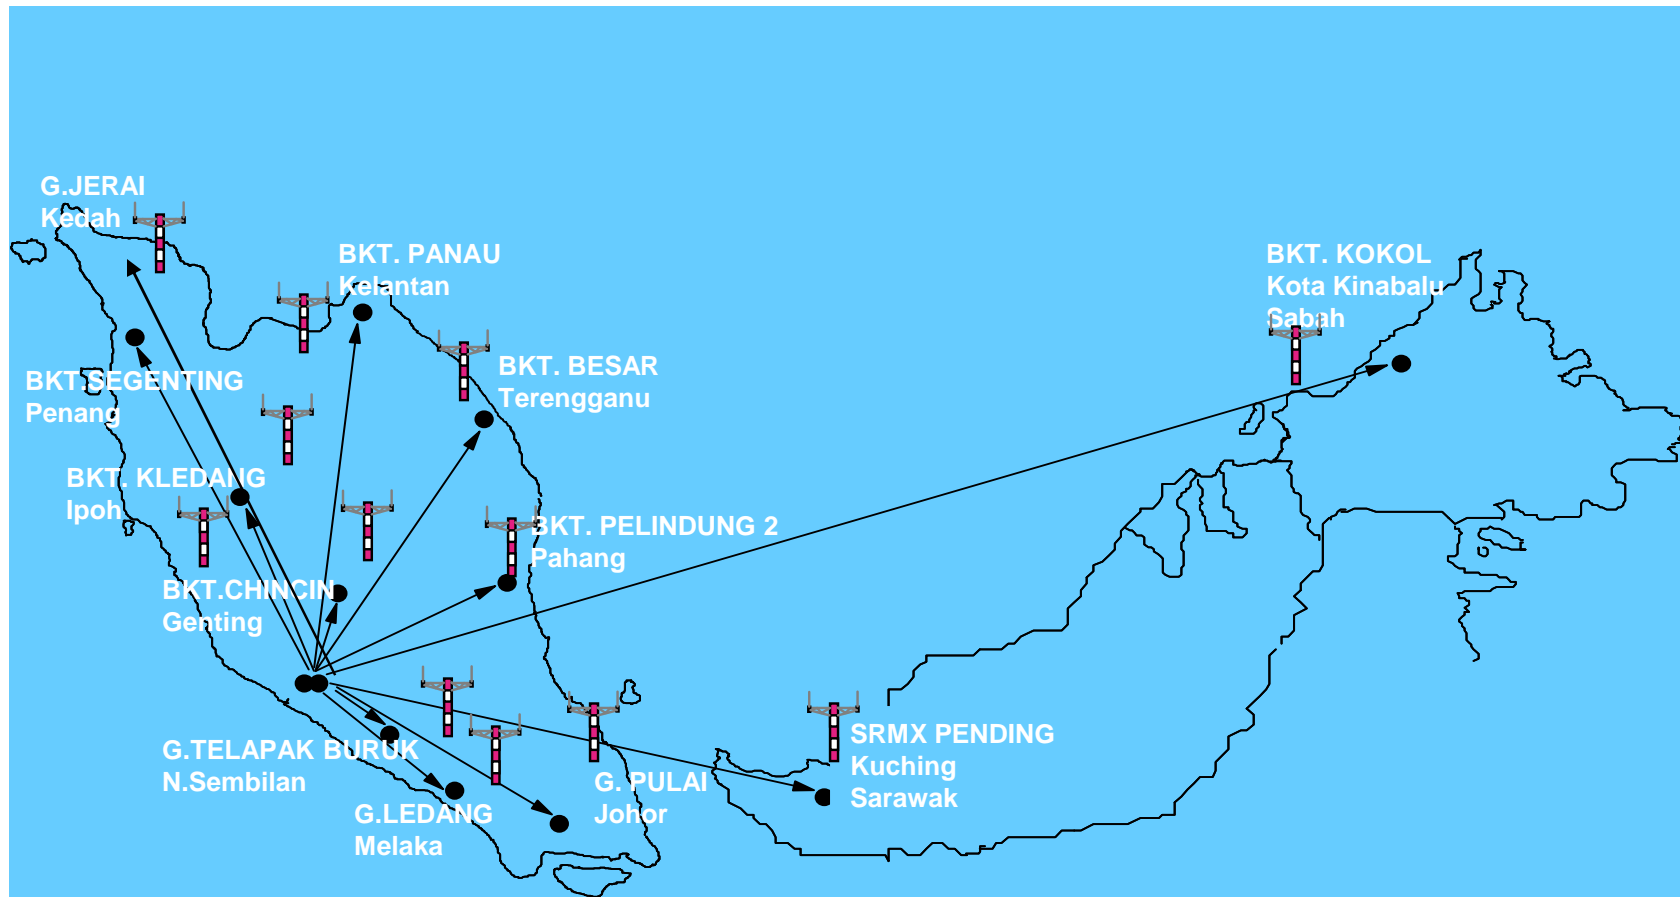 G.JERAI
Kedah
BKT. PANAU
Kelantan
BKT. KOKOL
Kota Kinabalu
Sabah
BKT.SEGENTING
Penang
BKT. BESAR
Terengganu
BKT. KLEDANG
Ipoh
BKT. PELINDUNG 2
Pahang
BKT.CHINCIN
Genting
G.TELAPAK BURUK
N.Sembilan
G.LEDANG
Melaka
G. PULAI
Johor
SRMX PENDING
Kuching
Sarawak